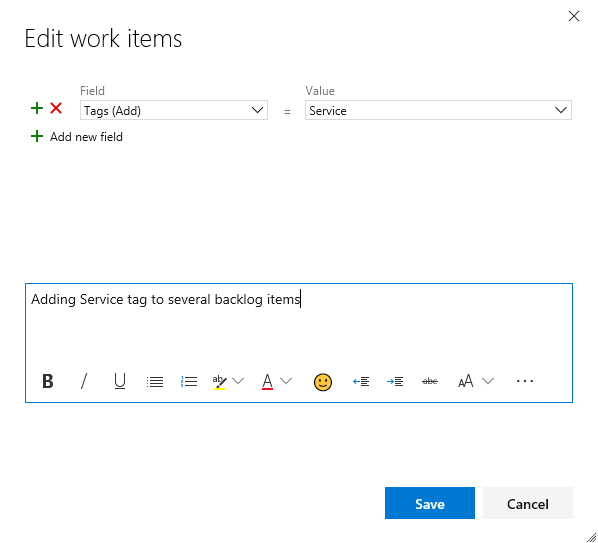 Edit work items
Field Value
Tags (Add) = Service
Add new field
Adding Service tag to several backlog items
B / U ab A abc AA ...
Save Cancel